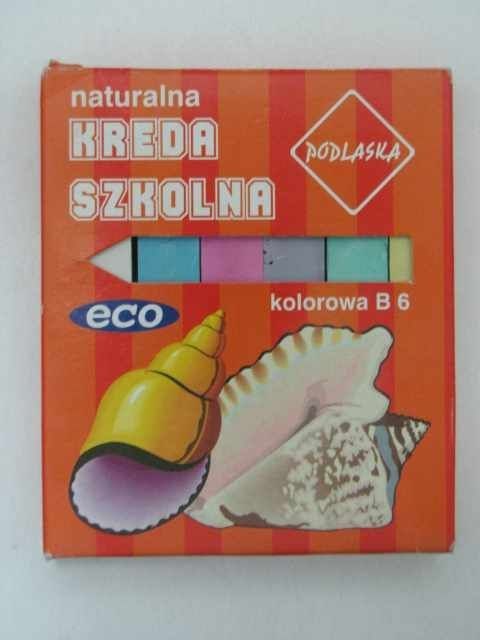 naturalna
KREDA
SZKOLNA
PODLASKA
eco
kolorowa B 6